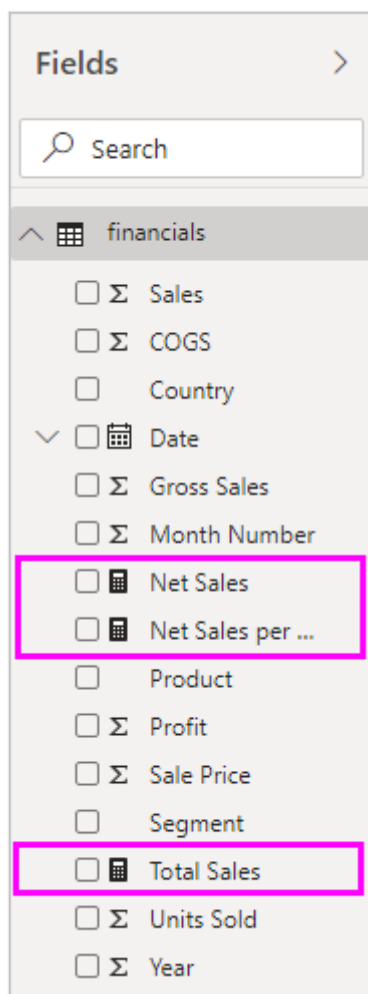 Fields
Search
financials
Σ Sales
Σ COGS
Country
Date
Σ Gross Sales
Σ Month Number
Net Sales
Net Sales per ...
Product
Σ Profit
Σ Sale Price
Segment
Total Sales
Σ Units Sold
Σ Year